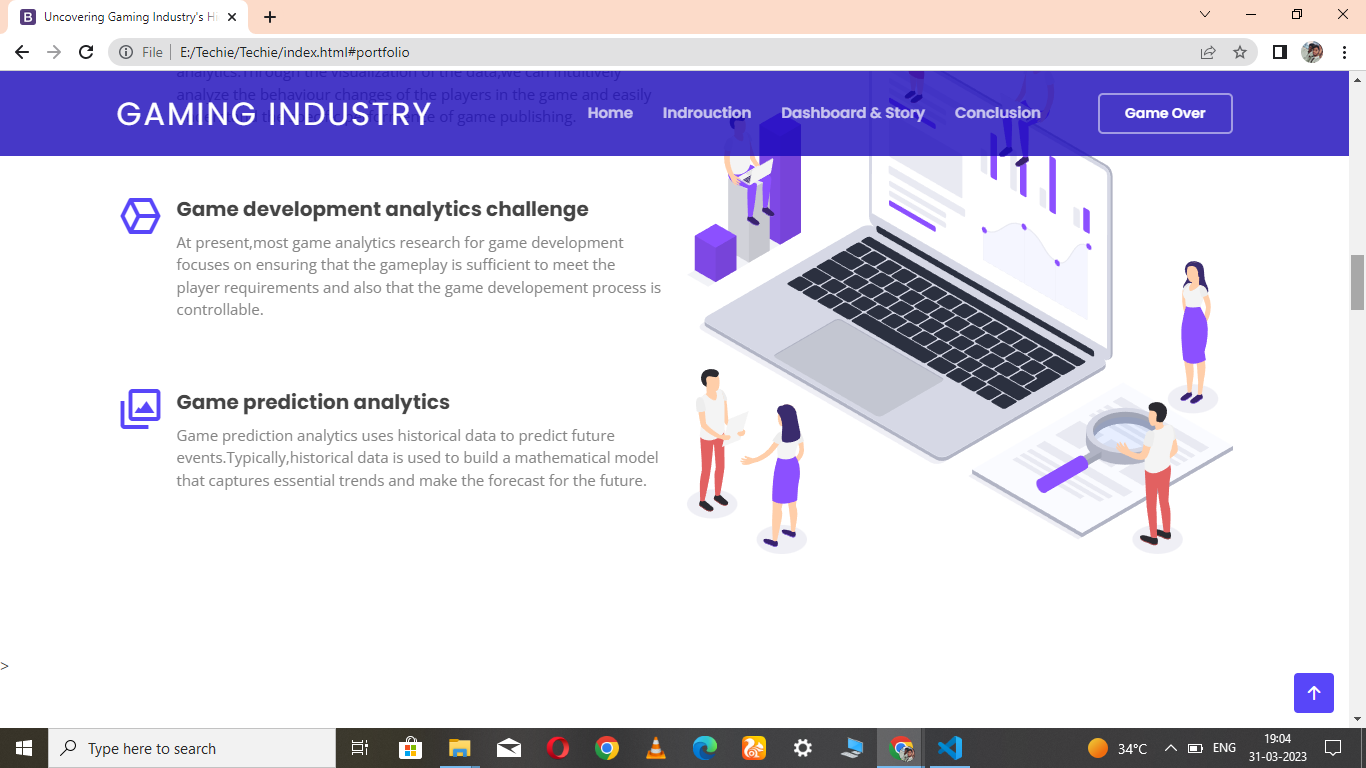 Uncovering Gaming Industry's Hi
File
E:/Techie/Techie/index.html#portfolio
analytics.Through the visualization of the data,we can intuitively
analyze the behaviour changes of the players in the game and easily
of game publishing.
GAMING INDUSTRY
Home
Indrouction
Dashboard & Story
Conclusion
Game Over
Game development analytics challenge
At present,most game analytics research for game development
focuses on ensuring that the gameplay is sufficient to meet the
player requirements and also that the game developement process is
controllable.
Game prediction analytics
Game prediction analytics uses historical data to predict future
events.Typically,historical data is used to build a mathematical model
that captures essential trends and make the forecast for the future.
>
Type here to search
34°C
ENG
19:04
31-03-2023